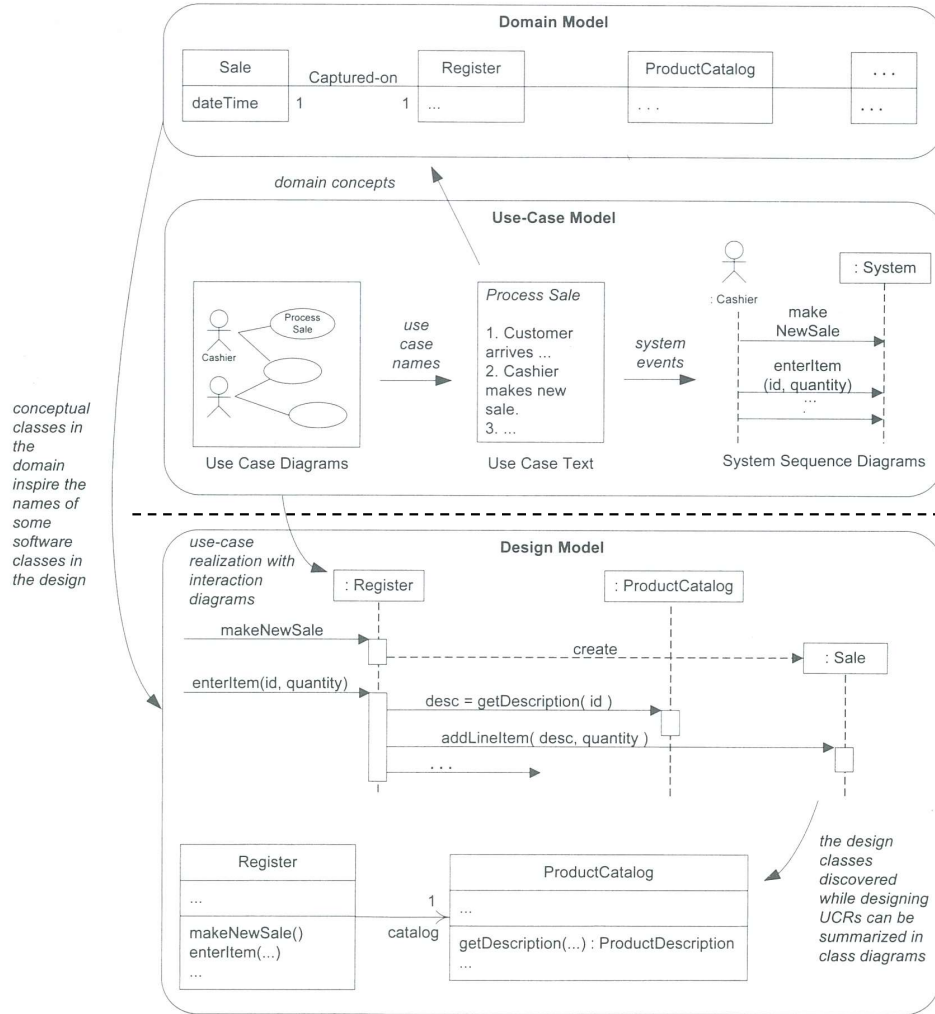 Domain Model
Sale
dateTime
Captured-on
1
1
Register
...
ProductCatalog
. . .
. . .
...
domain concepts
Use-Case Model
Cashier
Process
Sale
Use Case Diagrams
use
case
names
Process Sale
1. Customer
arrives ...
2. Cashier
makes new
sale.
3. ...
Use Case Text
system
events
: Cashier
: System
make
NewSale
enterItem
(id, quantity)
...
.
System Sequence Diagrams
conceptual
classes in
the
domain
inspire the
names of
some
software
classes in
the design
Design Model
use-case
realization with
interaction
diagrams
: Register
: ProductCatalog
makeNewSale
create
: Sale
enterItem(id, quantity)
desc = getDescription( id )
addLineItem( desc, quantity )
. . .
the design
classes
discovered
while designing
UCRs can be
summarized in
class diagrams
Register
...
makeNewSale()
enterItem(...)
...
1
catalog
ProductCatalog
...
getDescription(...) : ProductDescription
...